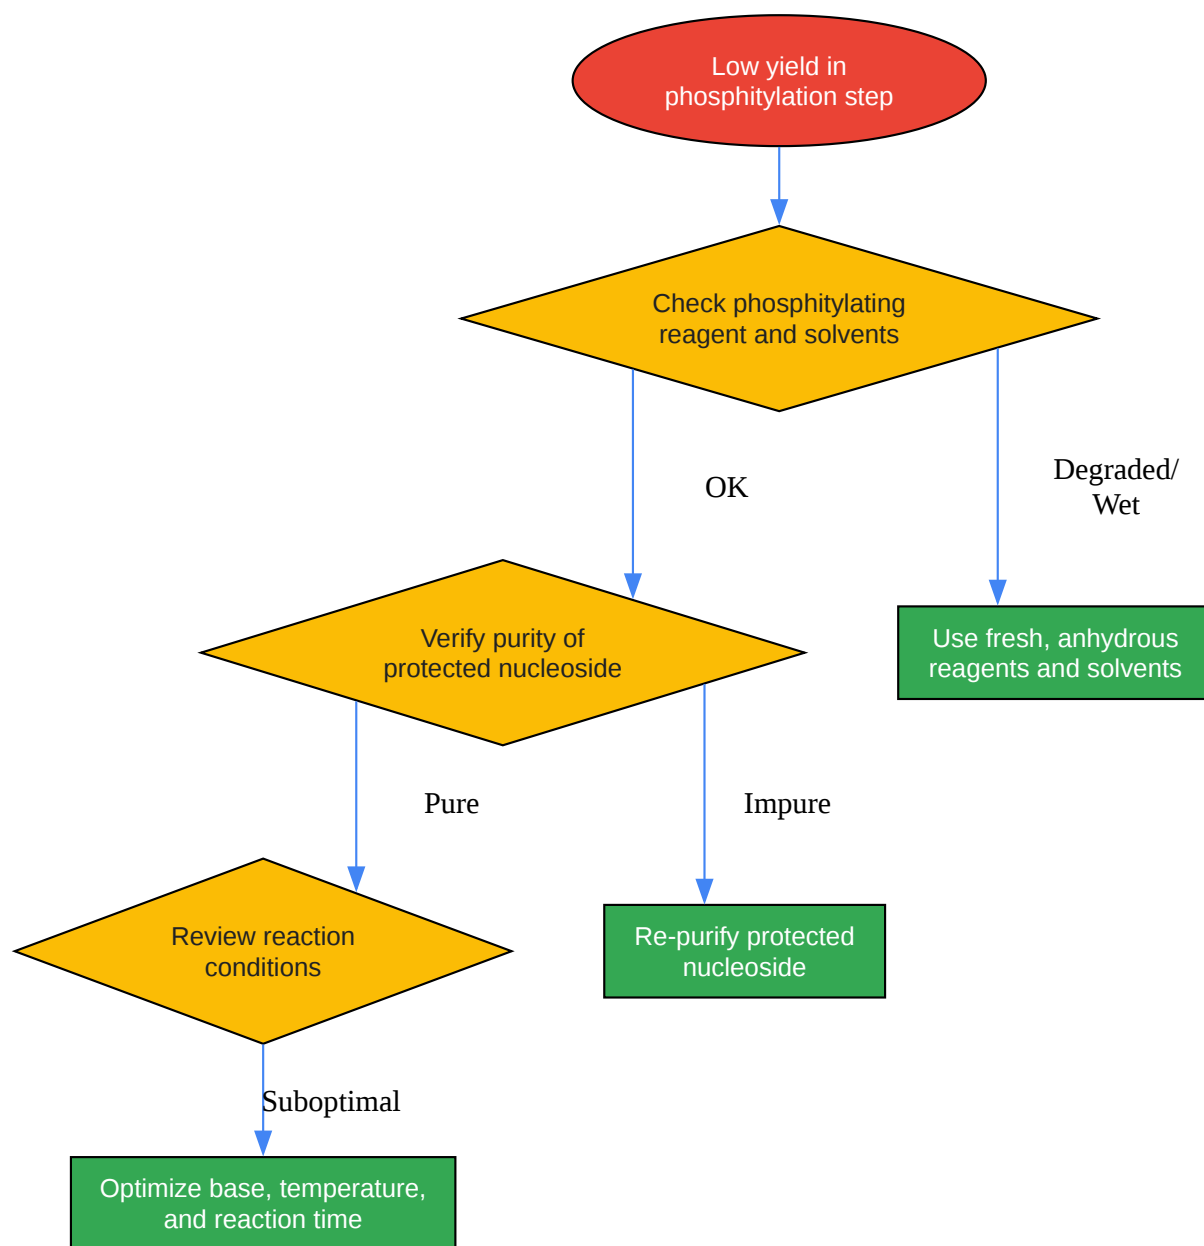 Low yield in
phosphitylation step
Check phosphitylating
reagent and solvents
OK
Degraded/
Wet
Verify purity of
protected nucleoside
Use fresh, anhydrous
reagents and solvents
Pure
Impure
Review reaction
conditions
Re-purify protected
nucleoside
Suboptimal
Optimize base, temperature,
and reaction time